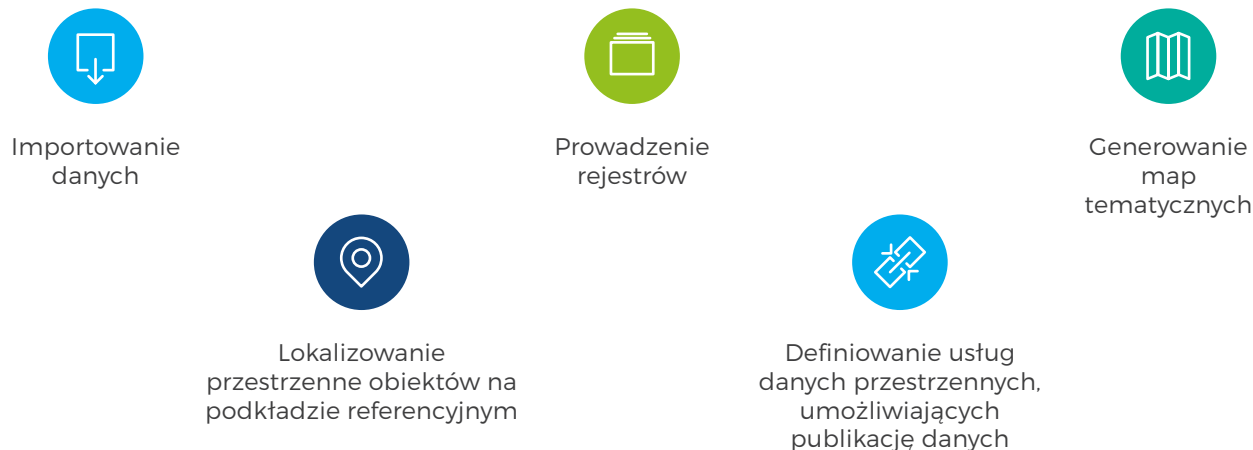 Importowanie
danych
Prowadzenie
rejestrów
Generowanie
map
tematycznych
Lokalizowanie
przestrzenne obiektów na
podkładzie referencyjnym
Definiowanie usług
danych przestrzennych,
umożliwiających
publikację danych